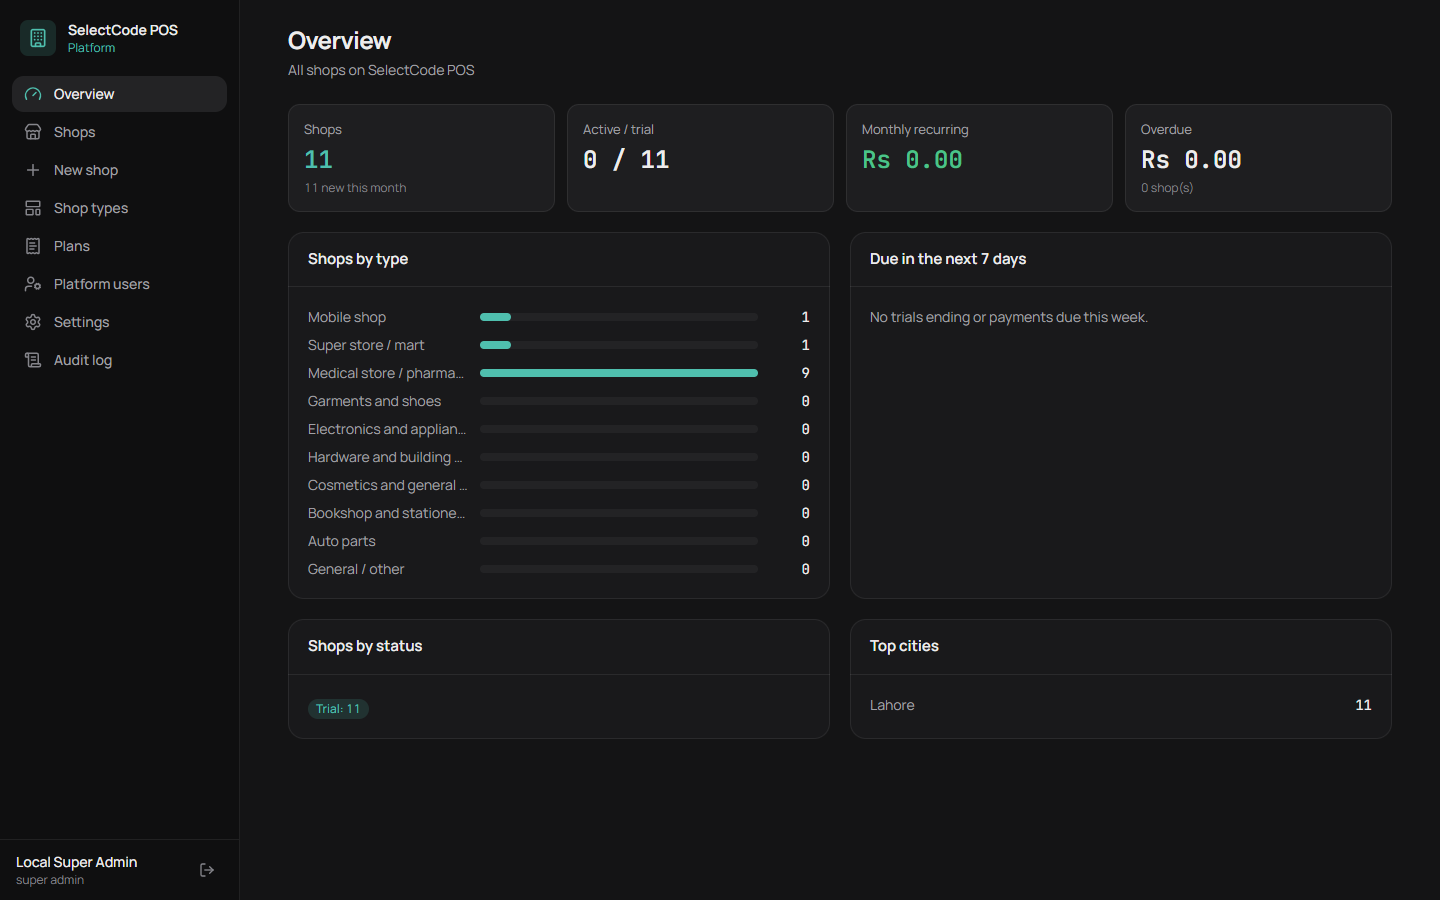 SelectCode POS
Platform
Overview
Shops
New shop
Shop types
Plans
Platform users
Settings
Audit log
Local Super Admin
super admin
Overview
All shops on SelectCode POS
Shops
11
11 new this month
Active / trial
0 / 11
Monthly recurring
Rs 0.00
Overdue
Rs 0.00
0 shop(s)
Shops by type
Mobile shop 1
Super store / mart 1
Medical store / pharma... 9
Garments and shoes 0
Electronics and applian... 0
Hardware and building ... 0
Cosmetics and general ... 0
Bookshop and statione... 0
Auto parts 0
General / other 0
Due in the next 7 days
No trials ending or payments due this week.
Shops by status
Trial: 11
Top cities
Lahore 11